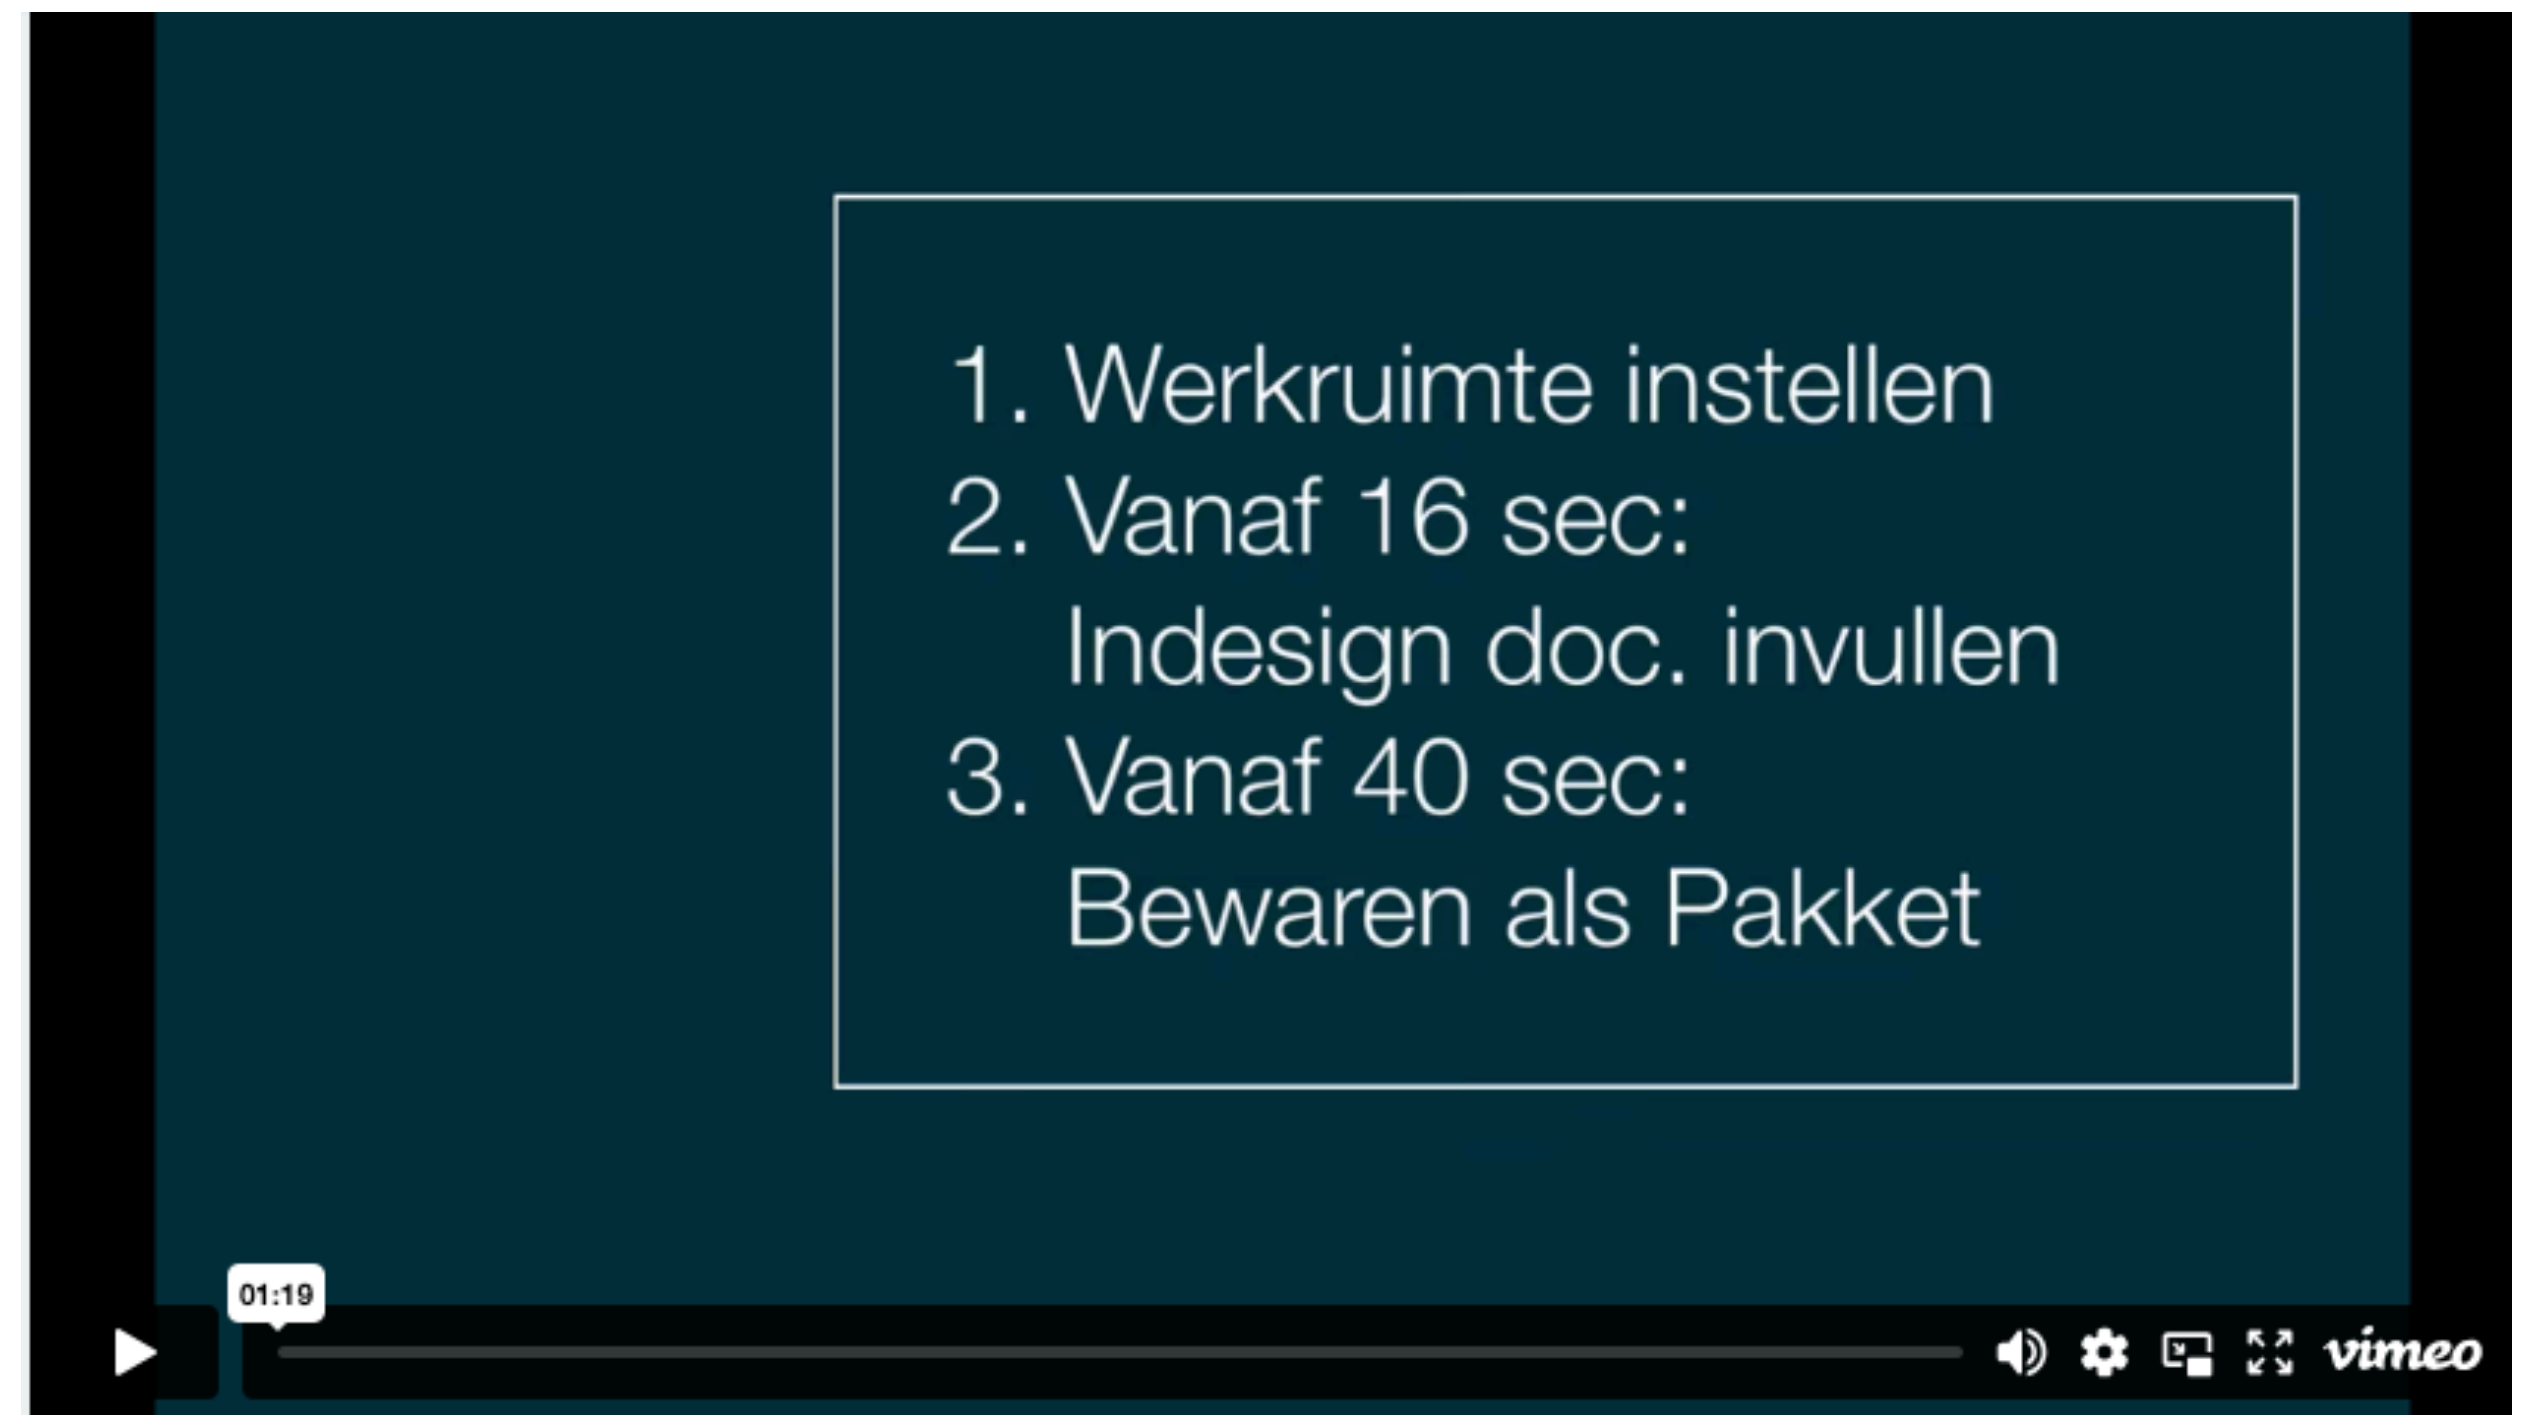 1. Werkruimte instellen
2. Vanaf 16 sec:
Indesign doc. invullen
3. Vanaf 40 sec:
Bewaren als Pakket
01:19
vimeo